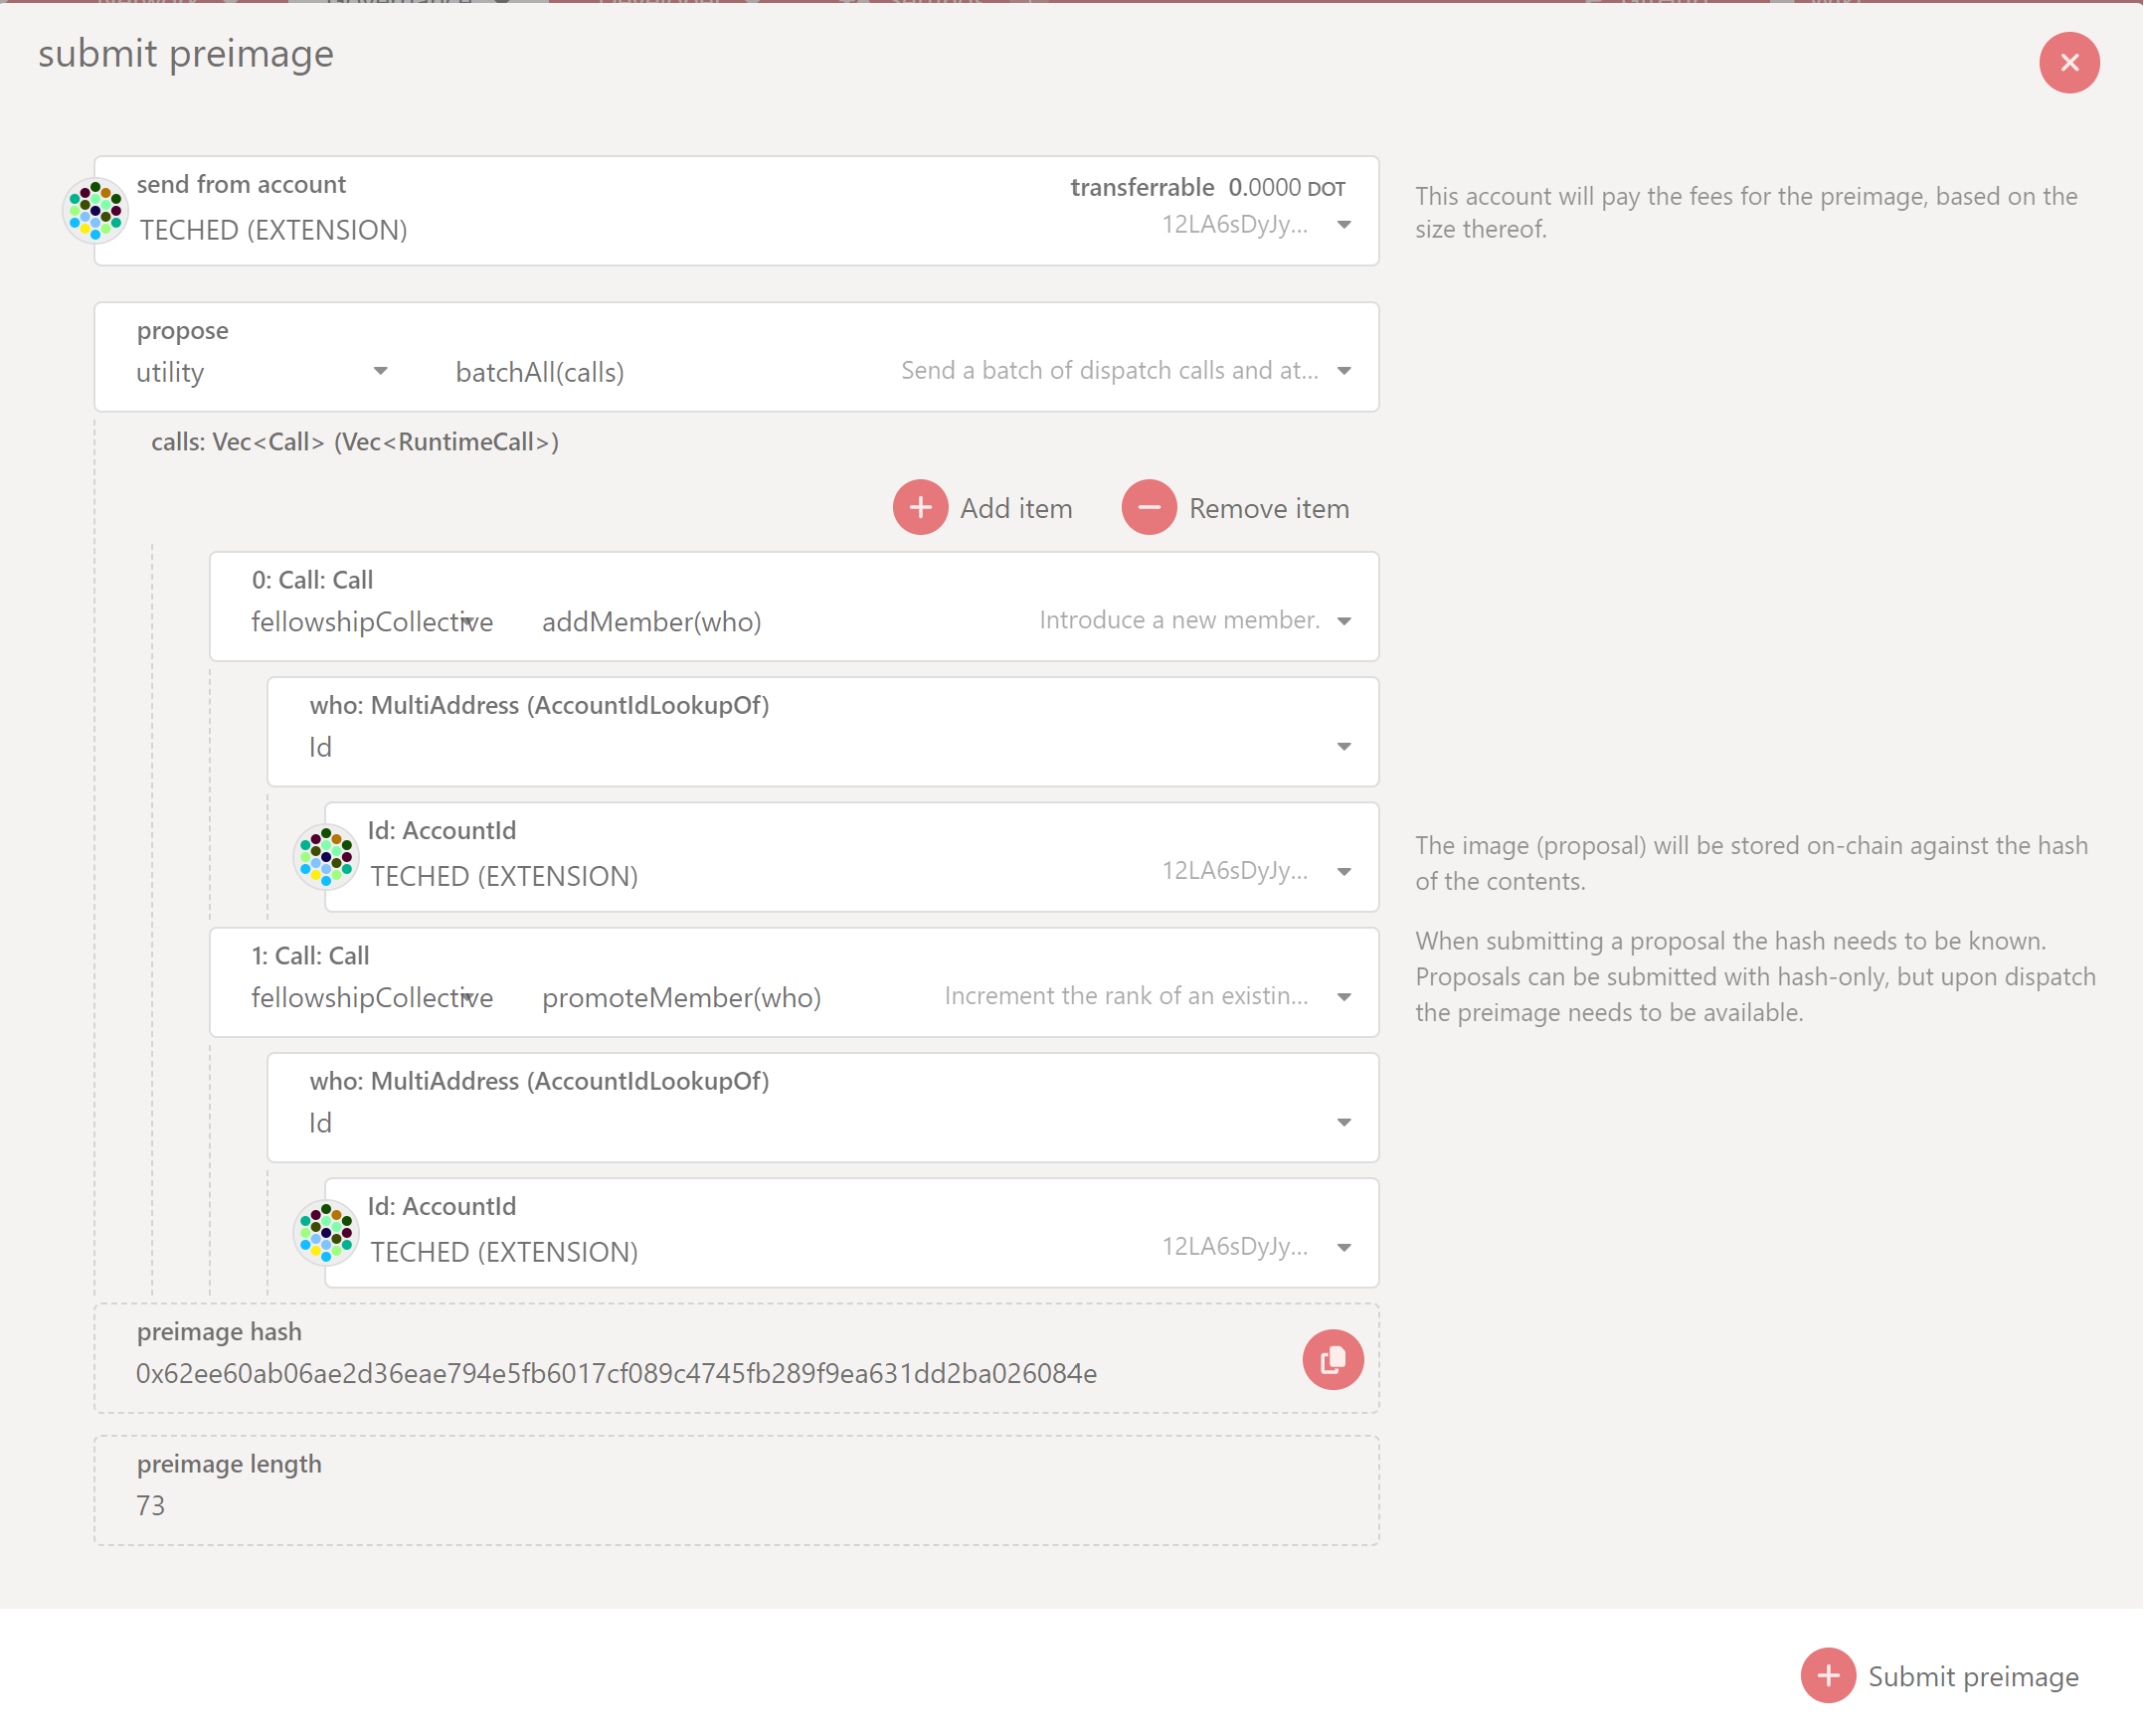 submit preimage
send from account
transferrable 0.0000 DOT
TECHED (EXTENSION)
12LA6sDyJy...
This account will pay the fees for the preimage, based on the
size thereof.
propose
utility
batchAll(calls)
Send a batch of dispatch calls and at...
calls: Vec<Call> (Vec<RuntimeCall>)
Add item
Remove item
0: Call: Call
fellowshipCollective
addMember(who)
Introduce a new member.
who: MultiAddress (AccountIdLookupOf)
Id
Id: AccountId
TECHED (EXTENSION)
12LA6sDyJy...
The image (proposal) will be stored on-chain against the hash
of the contents.
When submitting a proposal the hash needs to be known.
Proposals can be submitted with hash-only, but upon dispatch
the preimage needs to be available.
1: Call: Call
fellowshipCollective
promoteMember(who)
Increment the rank of an existin...
who: MultiAddress (AccountIdLookupOf)
Id
Id: AccountId
TECHED (EXTENSION)
12LA6sDyJy...
preimage hash
0x62ee60ab06ae2d36eae794e5fb6017cf089c4745fb289f9ea631dd2ba026084e
preimage length
73
Submit preimage